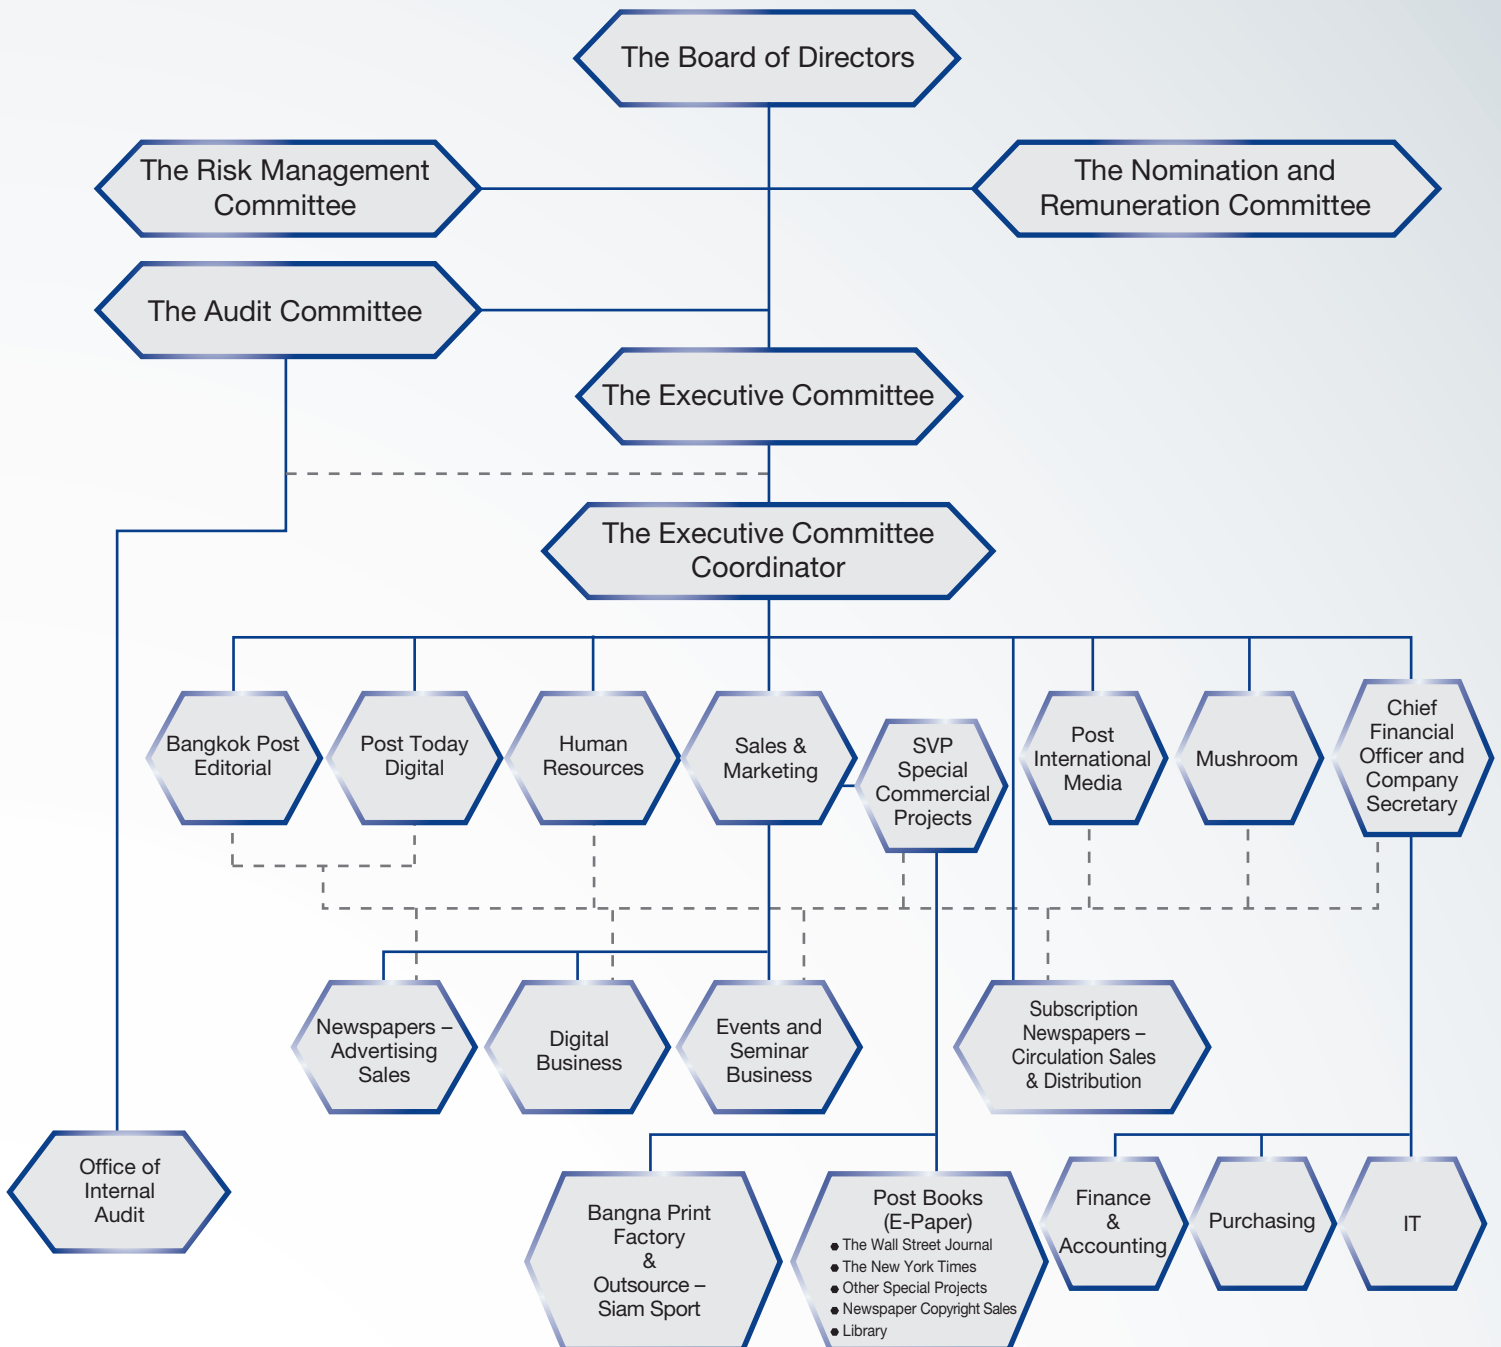 The Board of Directors
The Risk Management
Committee
The Nomination and
Remuneration Committee
The Audit Committee
The Executive Committee
The Executive Committee
Coordinator
Bangkok Post
Editorial
Post Today
Digital
Human
Resources
Sales &
Marketing
SVP
Special
Commercial
Projects
Post
International
Media
Mushroom
Chief
Financial
Officer and
Company
Secretary
Newspapers –
Advertising
Sales
Digital
Business
Events and
Seminar
Business
Subscription
Newspapers –
Circulation Sales
& Distribution
Office of
Internal
Audit
Bangna Print
Factory
&
Outsource –
Siam Sport
Post Books
(E-Paper)
● The Wall Street Journal
● The New York Times
● Other Special Projects
● Newspaper Copyright Sales
● Library
Finance
&
Accounting
Purchasing
IT